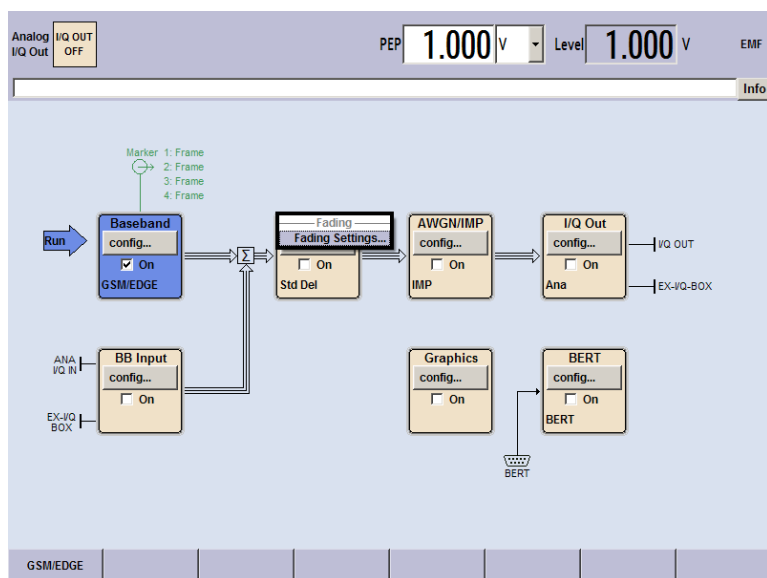 Analog I/Q Out
I/Q OUT OFF
PEP 1.000 V Level 1.000 V EMF
Info
Marker 1: Frame
2: Frame
3: Frame
4: Frame
Run
Baseband
config...
On
GSM/EDGE
Σ
Fading
Fading Settings...
On
Std Del
AWGN/IMP
config...
On
IMP
I/Q Out
config...
On
Ana
I/Q OUT
EX-I/Q-BOX
ANA I/Q IN
EX-I/Q BOX
BB Input
config...
On
Graphics
config...
On
BERT
config...
On
BERT
BERT
GSM/EDGE